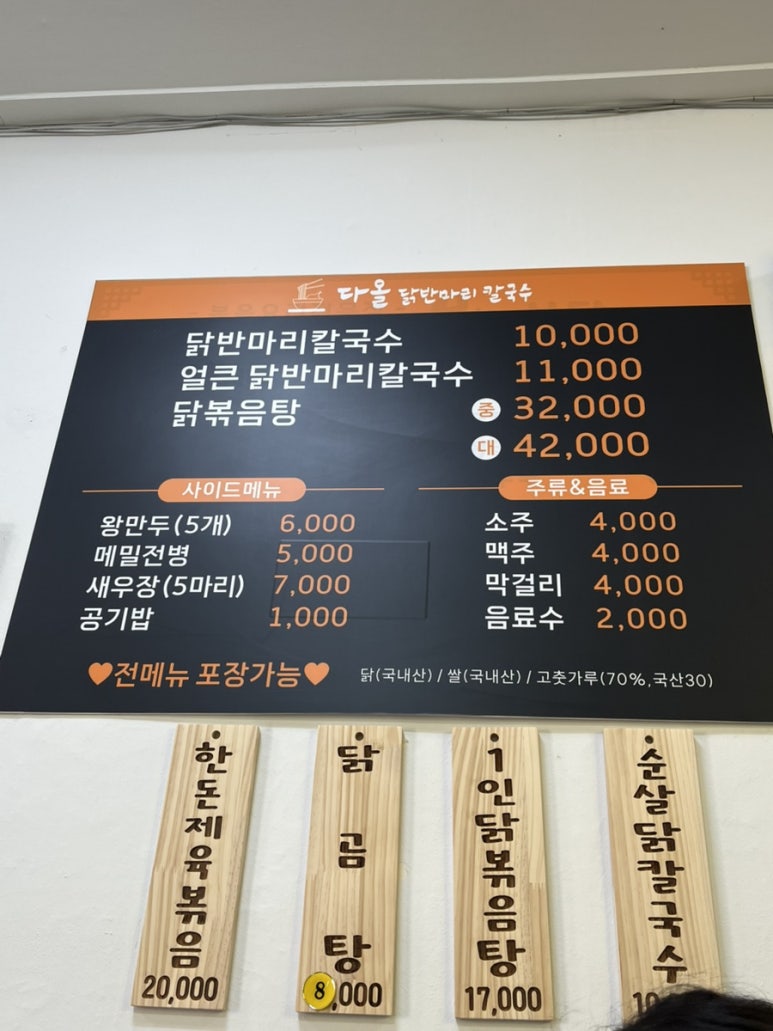 다올 닭반마리 칼국수
닭반마리칼국수 10,000
얼큰 닭반마리칼국수 11,000
닭볶음탕 중 32,000
대 42,000
사이드메뉴
왕만두(5개) 6,000
메밀전병 5,000
새우장(5마리) 7,000
공기밥 1,000
주류&음료
소주 4,000
맥주 4,000
막걸리 4,000
음료수 2,000
♥전메뉴 포장가능♥
닭(국내산) / 쌀(국내산) / 고춧가루(70%,국산30)
한돈제육볶음
20,000
닭곰탕
8,000
1인닭볶음탕
17,000
순살닭칼국수